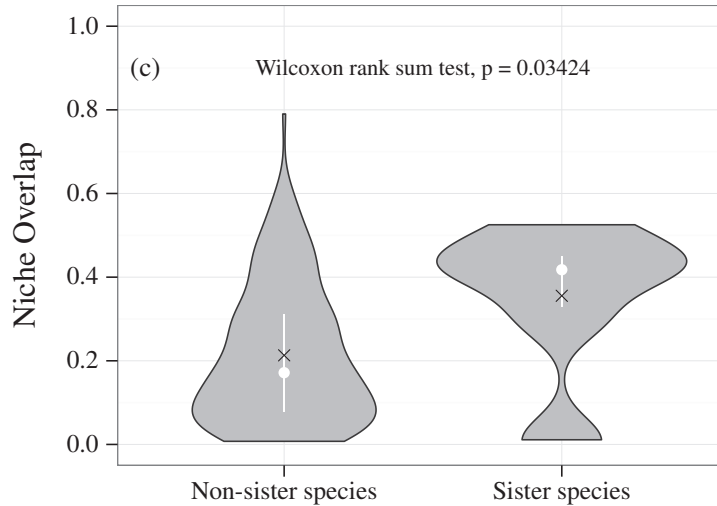 1.0
(c)
Wilcoxon rank sum test, p = 0.03424
0.8
0.6
0.4
0.2
0.0
Niche Overlap
Non-sister species
Sister species